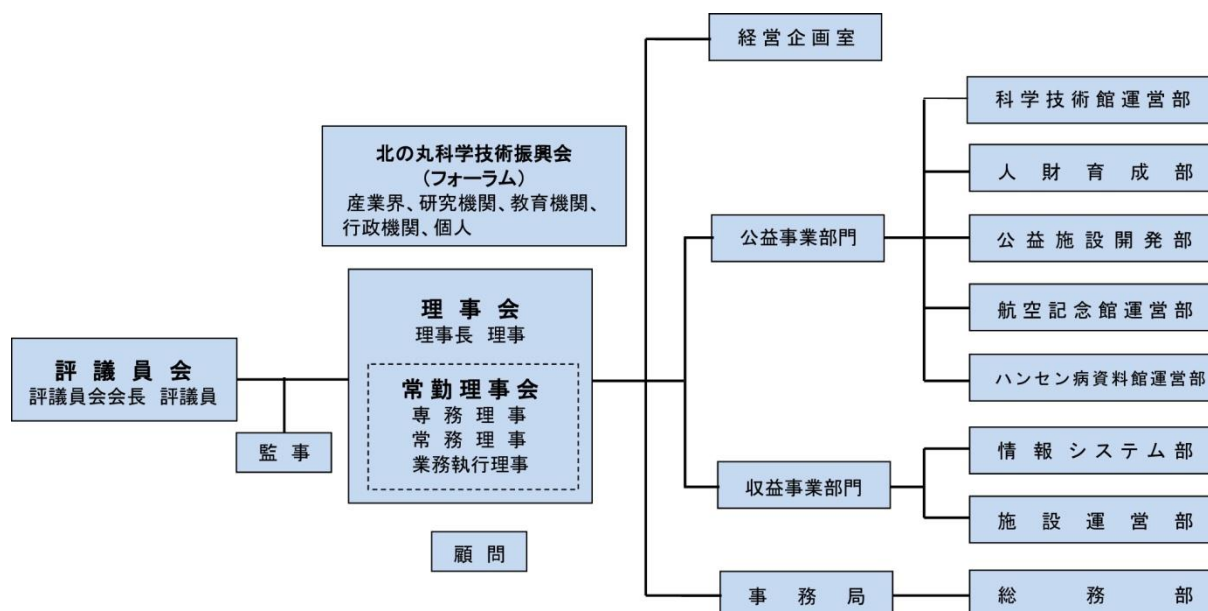 経営企画室
科学技術館運営部
北の丸科学技術振興会
(フォーラム)
産業界、研究機関、教育機関、
行政機関、個人
人財育成部
公益事業部門
公益施設開発部
理事会
理事長 理事
航空記念館運営部
評議員会
評議員会会長 評議員
常勤理事会
専務理事
常務理事
業務執行理事
ハンセン病資料館運営部
監事
情報システム部
収益事業部門
施設運営部
顧問
事務局
総務部